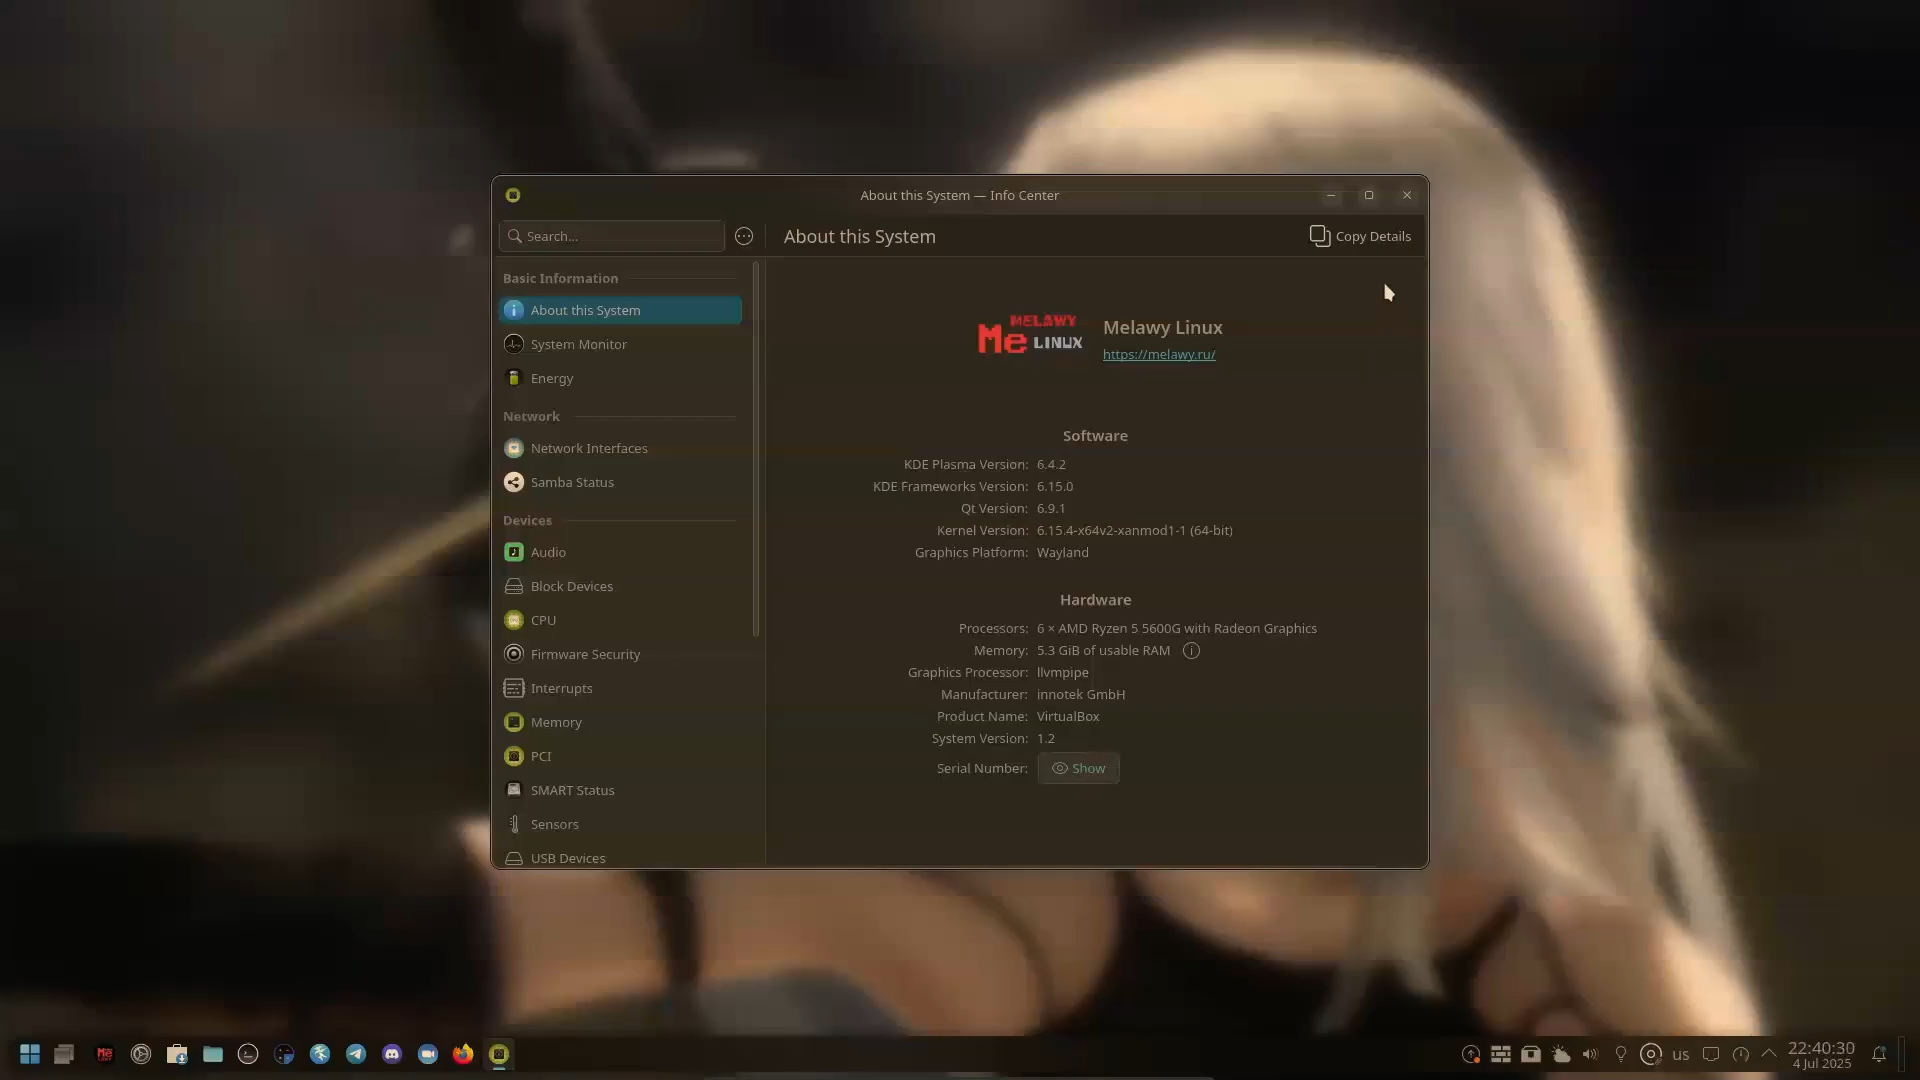 About this System — Info Center
Search...
About this System
Copy Details
Basic Information
About this System
System Monitor
Energy
Network
Network Interfaces
Samba Status
Devices
Audio
Block Devices
CPU
Firmware Security
Interrupts
Memory
PCI
SMART Status
Sensors
USB Devices
MELAWY
Me LINUX
Melawy Linux
https://melawy.ru/
Software
KDE Plasma Version: 6.4.2
KDE Frameworks Version: 6.15.0
Qt Version: 6.9.1
Kernel Version: 6.15.4-x64v2-xanmod1-1 (64-bit)
Graphics Platform: Wayland
Hardware
Processors: 6 × AMD Ryzen 5 5600G with Radeon Graphics
Memory: 5.3 GiB of usable RAM
Graphics Processor: llvmpipe
Manufacturer: innotek GmbH
Product Name: VirtualBox
System Version: 1.2
Serial Number: Show
Me
us
22:40:30
4 Jul 2025